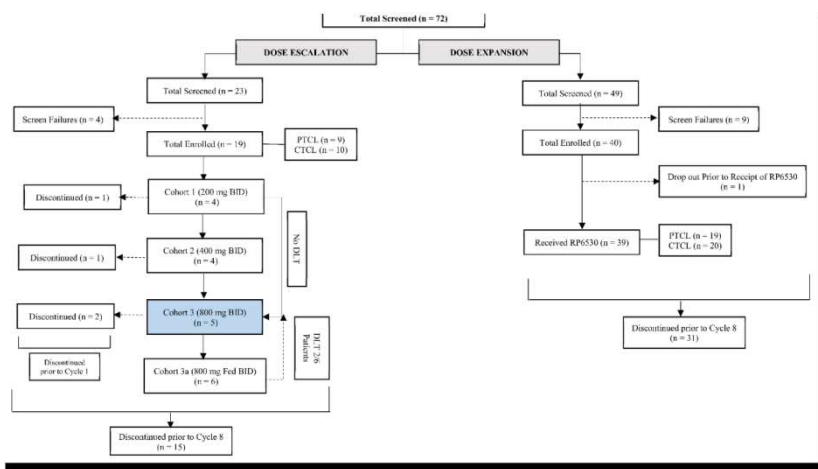 Total Screened (n = 72)
DOSE ESCALATION
DOSE EXPANSION
Total Screened (n = 23)
Screen Failures (n = 4)
Total Enrolled (n = 19)
PTCL (n = 9)
CTCL (n = 10)
Cohort 1 (200 mg BID)
(n = 4)
Discontinued (n = 1)
No DLT
Cohort 2 (400 mg BID)
(n = 4)
Discontinued (n = 1)
Cohort 3 (800 mg BID)
(n = 5)
Discontinued (n = 2)
DLT 2/6
Patients
Discontinued
prior to Cycle 1
Cohort 3a (800 mg Fed BID)
(n = 6)
Discontinued prior to Cycle 8
(n = 15)
Total Screened (n = 49)
Screen Failures (n = 9)
Total Enrolled (n = 40)
Drop out Prior to Receipt of RP6530
(n = 1)
Received RP6530 (n = 39)
PTCL (n = 19)
CTCL (n = 20)
Discontinued prior to Cycle 8
(n = 31)